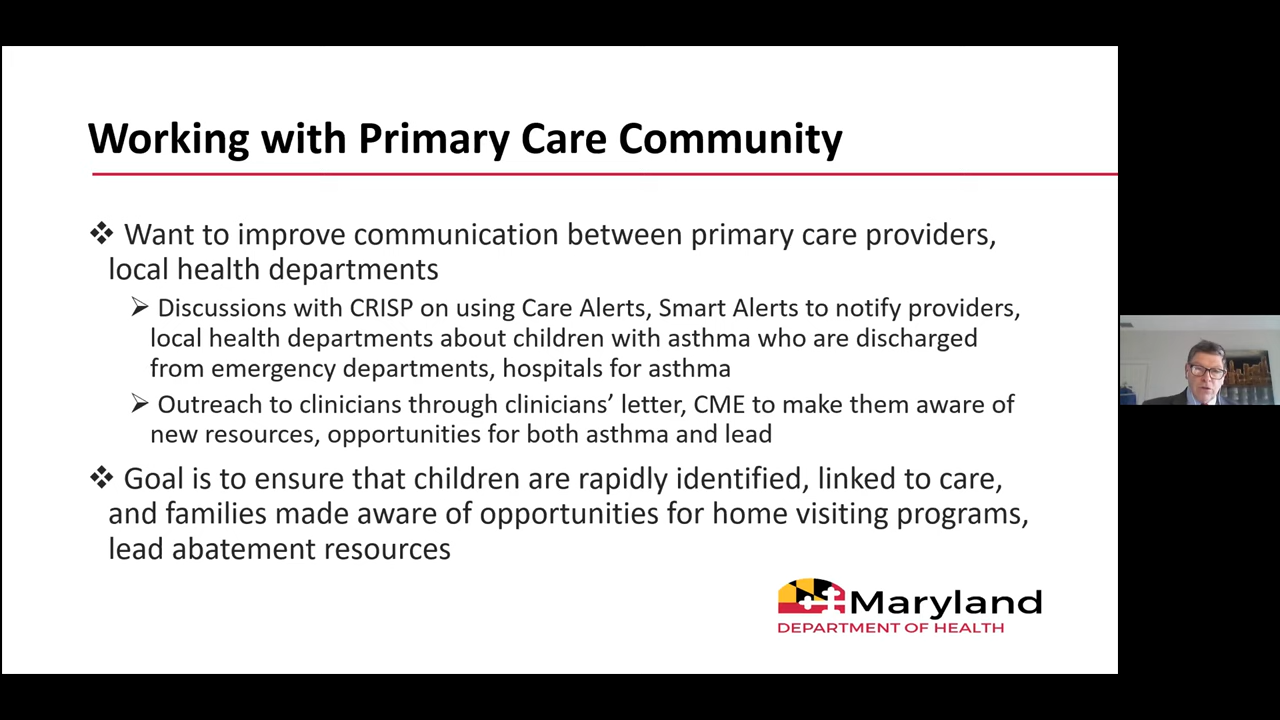 Working with Primary Care Community
❖ Want to improve communication between primary care providers,
local health departments
➢ Discussions with CRISP on using Care Alerts, Smart Alerts to notify providers,
local health departments about children with asthma who are discharged
from emergency departments, hospitals for asthma
➢ Outreach to clinicians through clinicians’ letter, CME to make them aware of
new resources, opportunities for both asthma and lead
❖ Goal is to ensure that children are rapidly identified, linked to care,
and families made aware of opportunities for home visiting programs,
lead abatement resources
Maryland
DEPARTMENT OF HEALTH